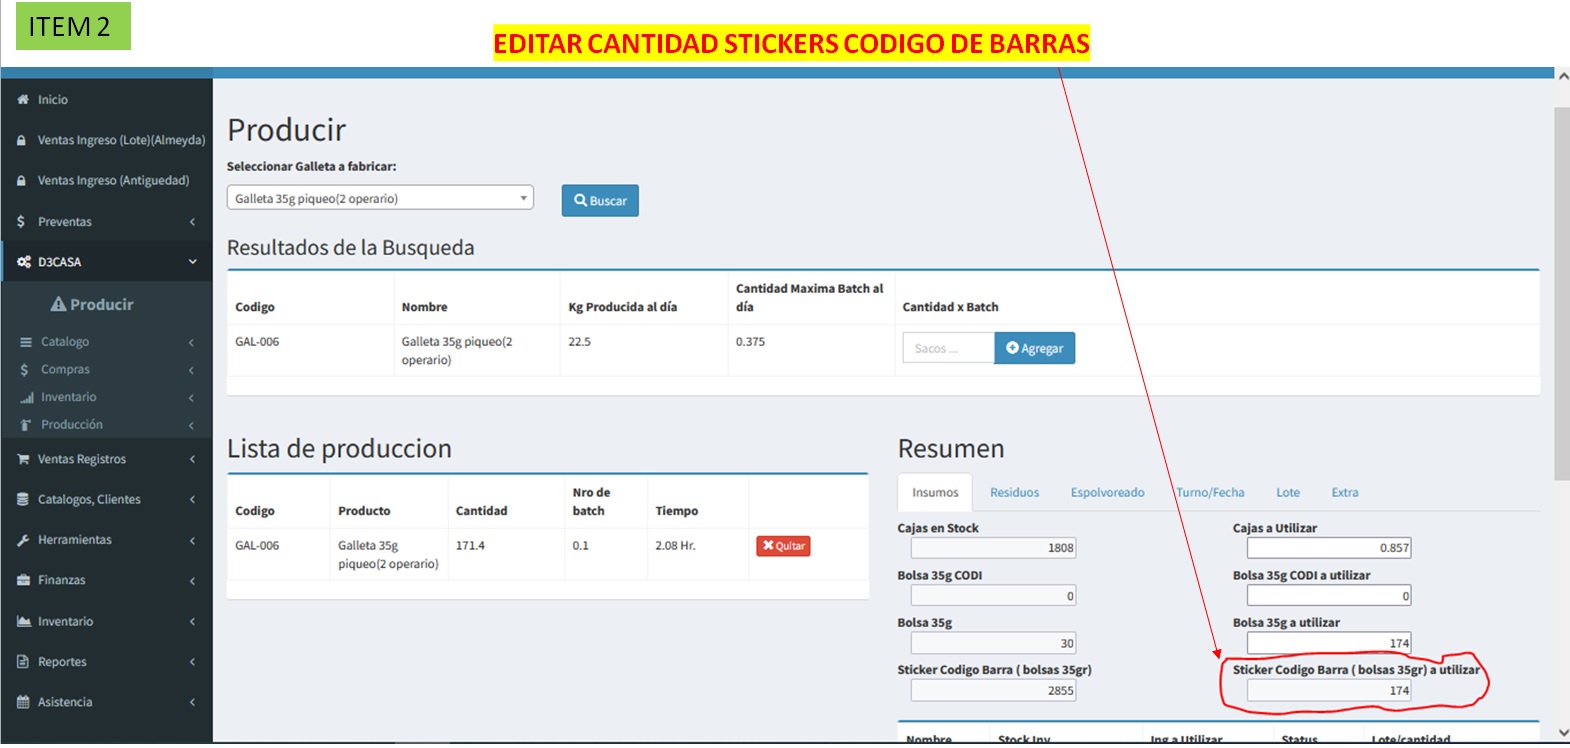 ITEM 2
EDITAR CANTIDAD STICKERS CODIGO DE BARRAS
Inicio
Ventas Ingreso (Lote)(Almeyda)
Ventas Ingreso (Antiguedad)
Preventas
D3CASA
Producir
Catalogo
Compras
Inventario
Producción
Ventas Registros
Catalogos, Clientes
Herramientas
Finanzas
Inventario
Reportes
Asistencia
Producir
Seleccionar Galleta a fabricar:
Galleta 35g piqueo(2 operario)
Buscar
Resultados de la Busqueda
Codigo Nombre Kg Producida al día Cantidad Maxima Batch al
día Cantidad x Batch
GAL-006 Galleta 35g piqueo(2
operario) 22.5 0.375 Sacos ... Agregar
Lista de produccion
Codigo Producto Cantidad Nro de
batch Tiempo
GAL-006 Galleta 35g
piqueo(2 operario) 171.4 0.1 2.08 Hr. Quitar
Resumen
Insumos Residuos Espolvoreado Turno/Fecha Lote Extra
Cajas en Stock Cajas a Utilizar
1808 0.857
Bolsa 35g CODI Bolsa 35g CODI a utilizar
0 0
Bolsa 35g Bolsa 35g a utilizar
30 174
Sticker Codigo Barra ( bolsas 35gr) Sticker Codigo Barra ( bolsas 35gr) a utilizar
2855 174
Nombre Stock Inv Ing a Utilizar Status Lote/cantidad